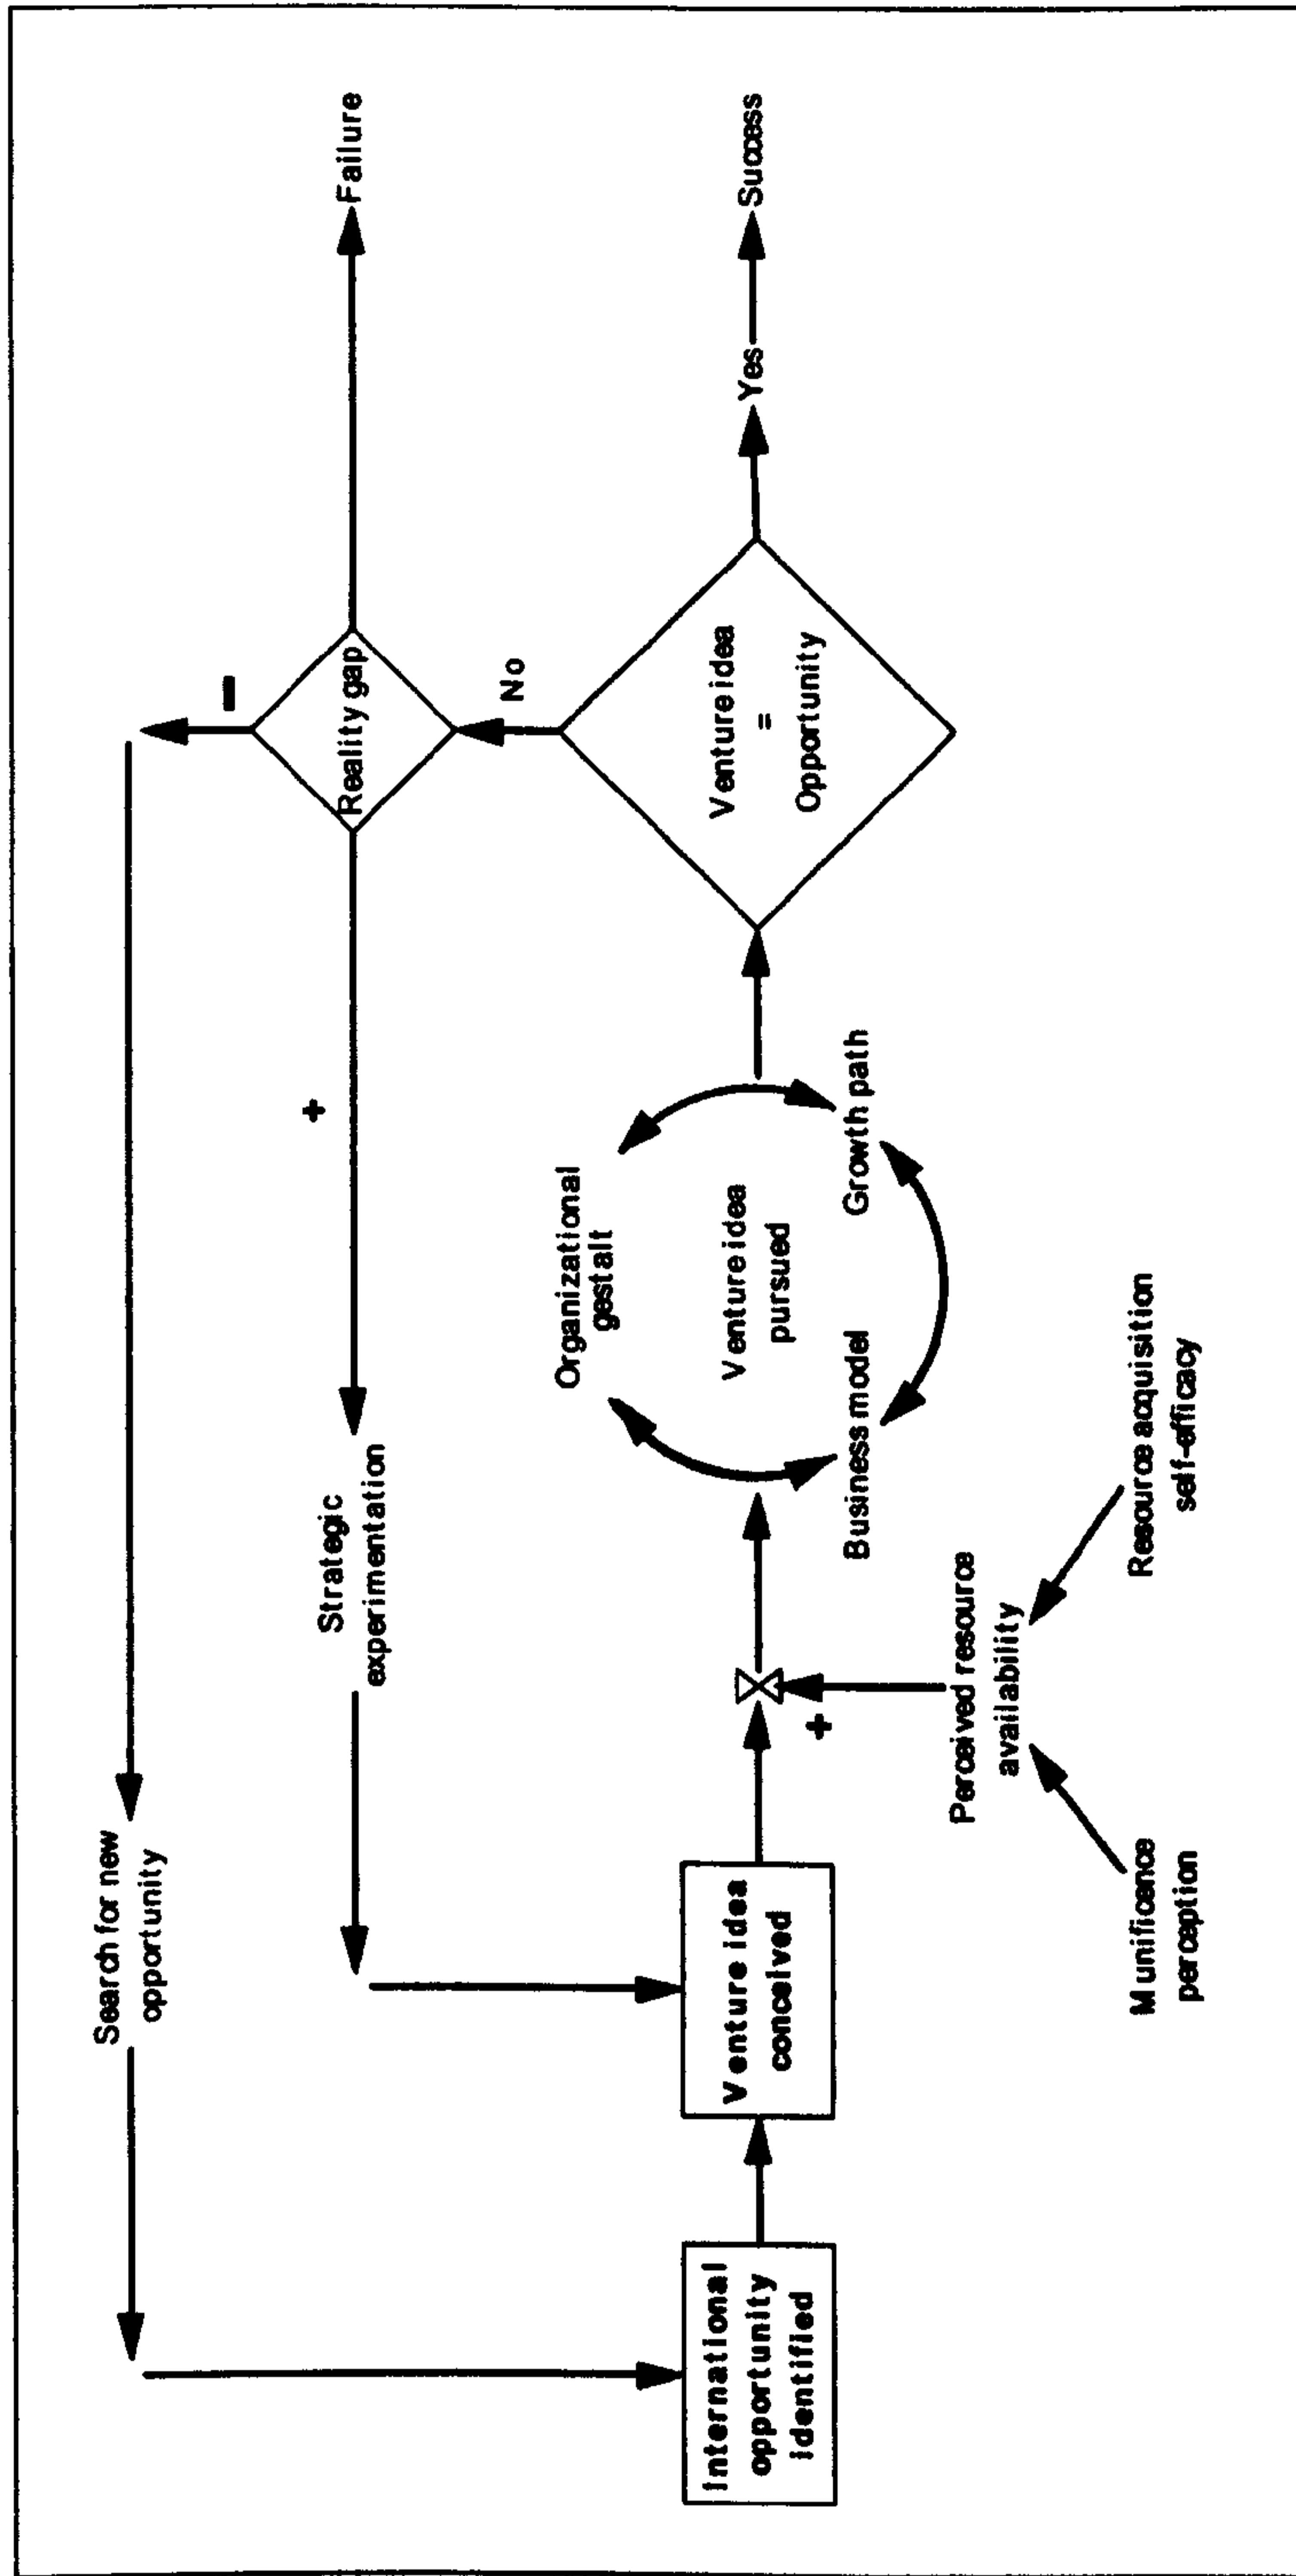 Search for new
opportunity
Strategic
experimentation
+
−
Reality gap
Failure
No
International
opportunity
identified
Venture idea
conceived
+
Organizational
gestalt
Venture idea
pursued
Business model
Growth path
Venture idea
=
Opportunity
Yes
Success
Perceived resource
availability
Munificence
perception
Resource acquisition
self-efficacy